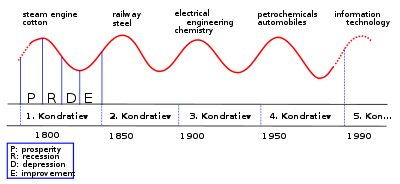 steam engine
cotton
railway
steel
electrical
engineering
chemistry
petrochemicals
automobiles
information
technology
P R D E
1. Kondratiev
2. Kondratiev
3. Kondratiev
4. Kondratiev
5. Kon...
1800
1850
1900
1950
1990
P: prosperity
R: recession
D: depression
E: improvement